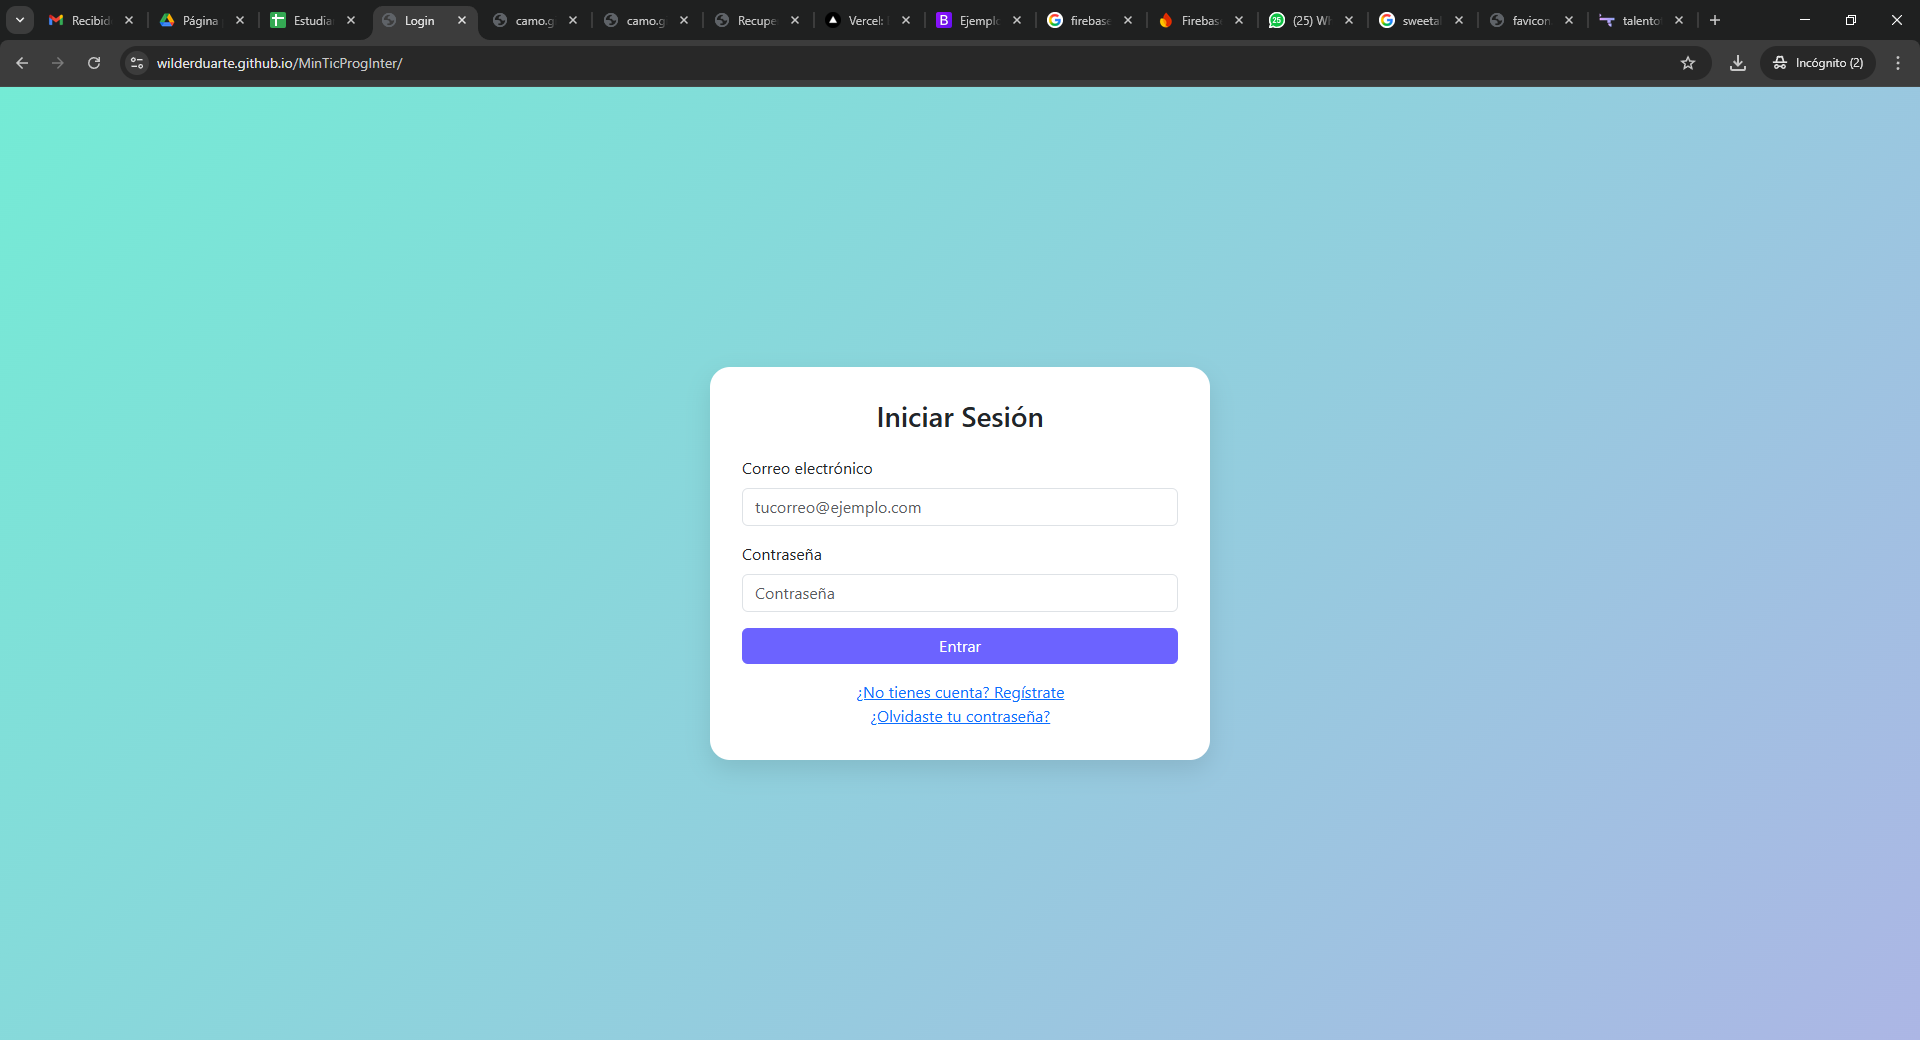 Recibid
Página
Estudia
Login
camo.g
camo.g
Recupe
Vercel:
Ejemplo
firebase
Firebas
(25) Wh
sweetal
favicon
talento
wilderduarte.github.io/MinTicProgInter/
Incógnito (2)
Iniciar Sesión
Correo electrónico
tucorreo@ejemplo.com
Contraseña
Contraseña
Entrar
¿No tienes cuenta? Regístrate
¿Olvidaste tu contraseña?